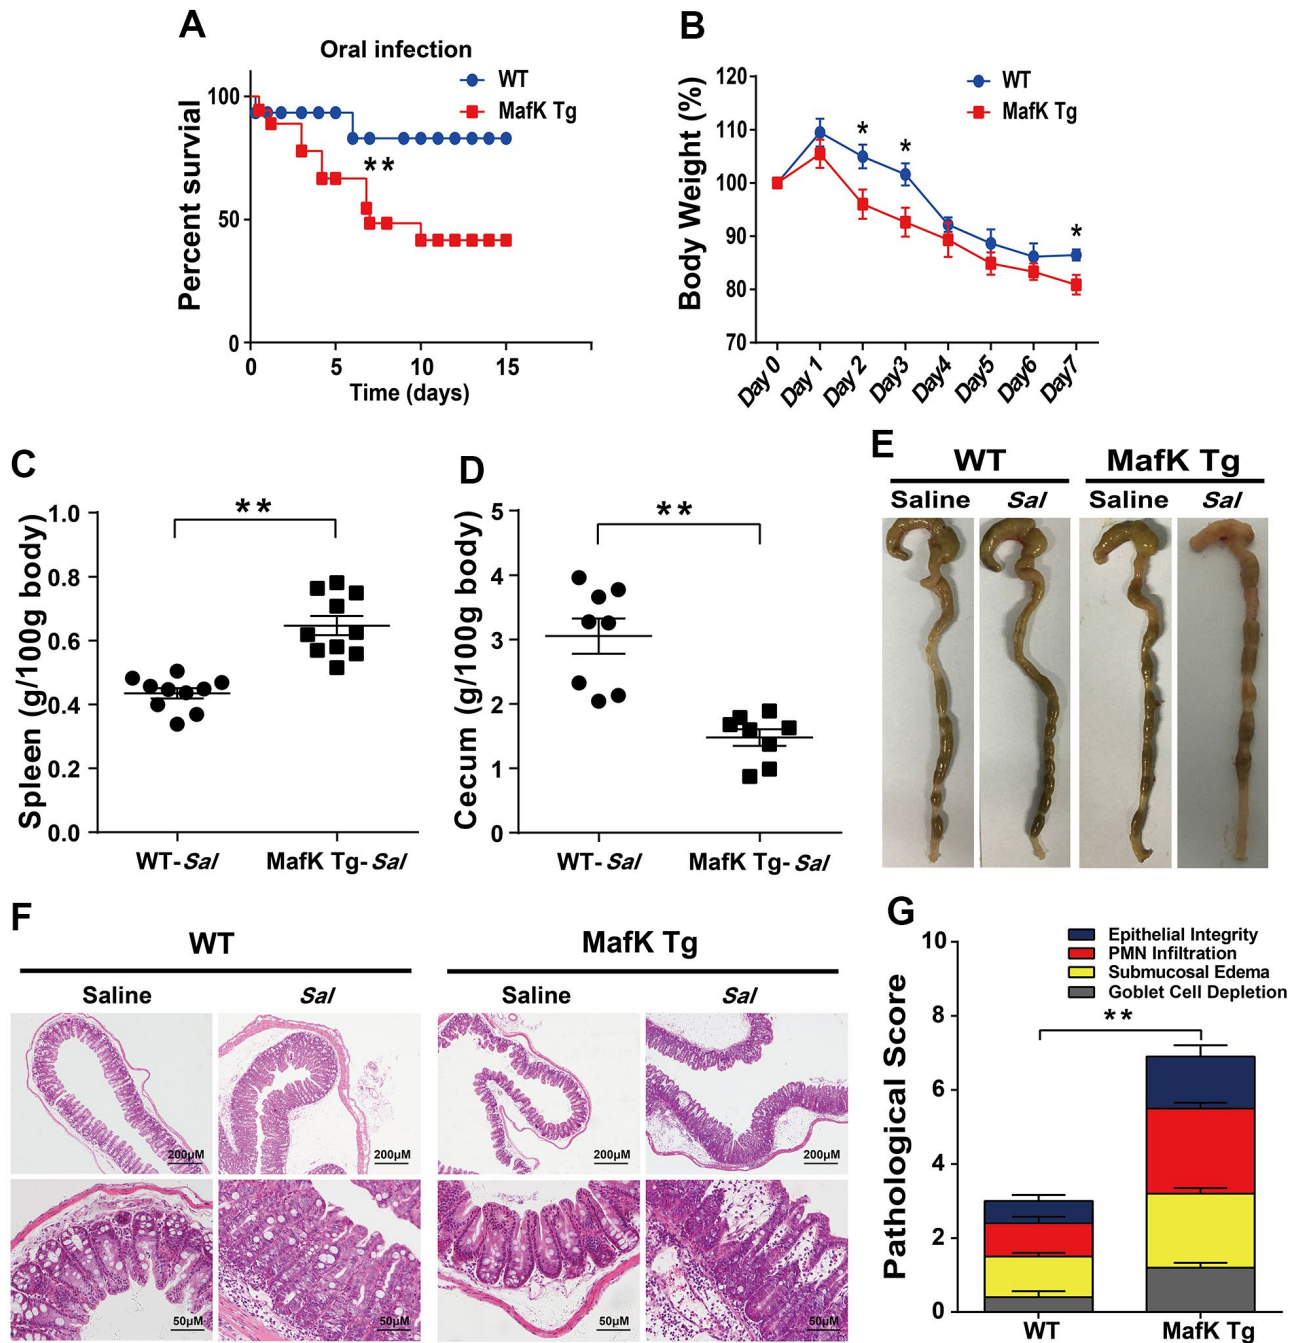 A
Oral infection
WT
MafK Tg
Percent survial
100
50
0
**
0 5 10 15
Time (days)
B
WT
MafK Tg
Body Weight (%)
120
110
100
90
80
70
* * *
Day 0 Day 1 Day 2 Day3 Day4 Day5 Day6 Day7
C
**
Spleen (g/100g body)
1.0
0.8
0.6
0.4
0.2
0.0
WT-Sal MafK Tg-Sal
D
**
Cecum (g/100g body)
5
4
3
2
1
0
WT-Sal MafK Tg-Sal
E
WT MafK Tg
Saline Sal Saline Sal
F
WT MafK Tg
Saline Sal Saline Sal
200μM 200μM 200μM 200μM
50μM 50μM 50μM 50μM
G
Epithelial Integrity
PMN Infiltration
Submucosal Edema
Goblet Cell Depletion
**
Pathological Score
10
8
6
4
2
0
WT MafK Tg